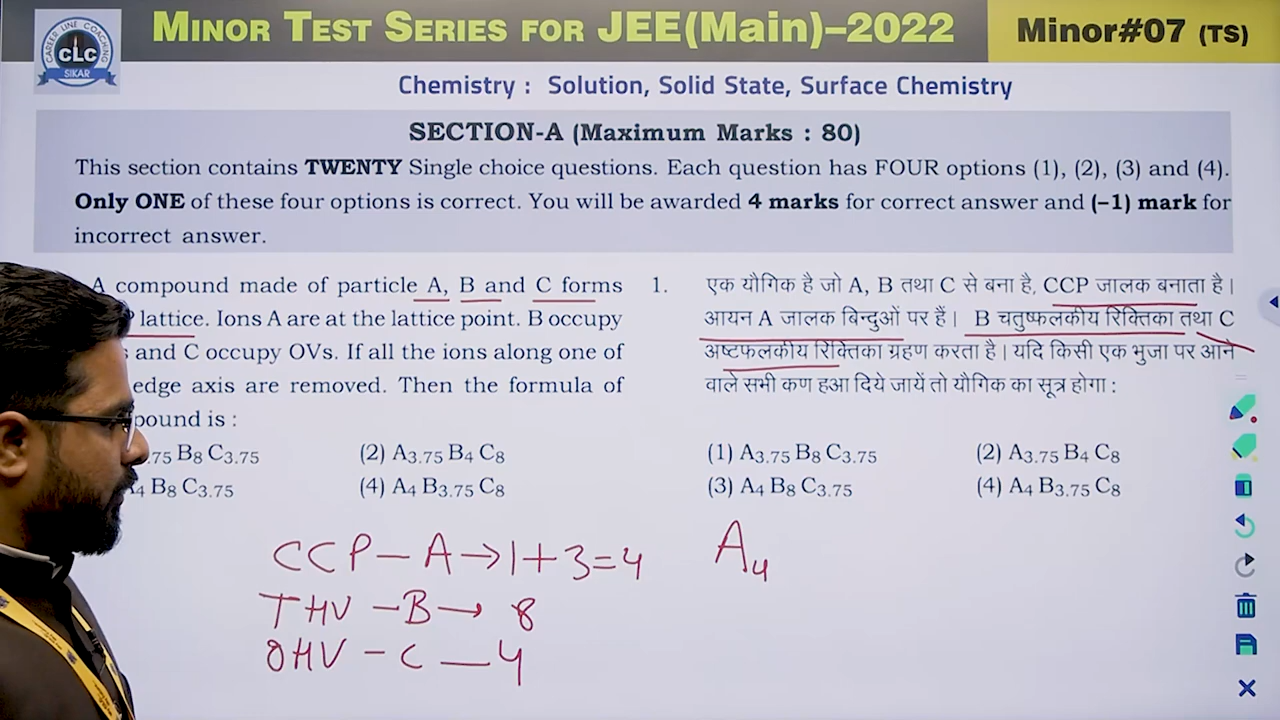 CAREER LINE COACHING
CLC
SIKAR
MINOR TEST SERIES FOR JEE(Main)–2022
Minor#07 (TS)
Chemistry : Solution, Solid State, Surface Chemistry
SECTION-A (Maximum Marks : 80)
This section contains TWENTY Single choice questions. Each question has FOUR options (1), (2), (3) and (4).
Only ONE of these four options is correct. You will be awarded 4 marks for correct answer and (–1) mark for
incorrect answer.
A compound made of particle A, B and C forms
lattice. Ions A are at the lattice point. B occupy
and C occupy OVs. If all the ions along one of
edge axis are removed. Then the formula of
pound is :
.75 B8 C3.75
(2) A3.75 B4 C8
A4 B8 C3.75
(4) A4 B3.75 C8
1. एक यौगिक है जो A, B तथा C से बना है, CCP जालक बनाता है।
आयन A जालक बिन्दुओं पर हैं। B चतुष्फलकीय रिक्तिका तथा C
अष्टफलकीय रिक्तिका ग्रहण करता है। यदि किसी एक भुजा पर आने
वाले सभी कण हआ दिये जायें तो यौगिक का सूत्र होगा :
(1) A3.75 B8 C3.75
(2) A3.75 B4 C8
(3) A4 B8 C3.75
(4) A4 B3.75 C8
CCP – A → 1 + 3 = 4
A4
THV – B → 8
OHV – C — 4